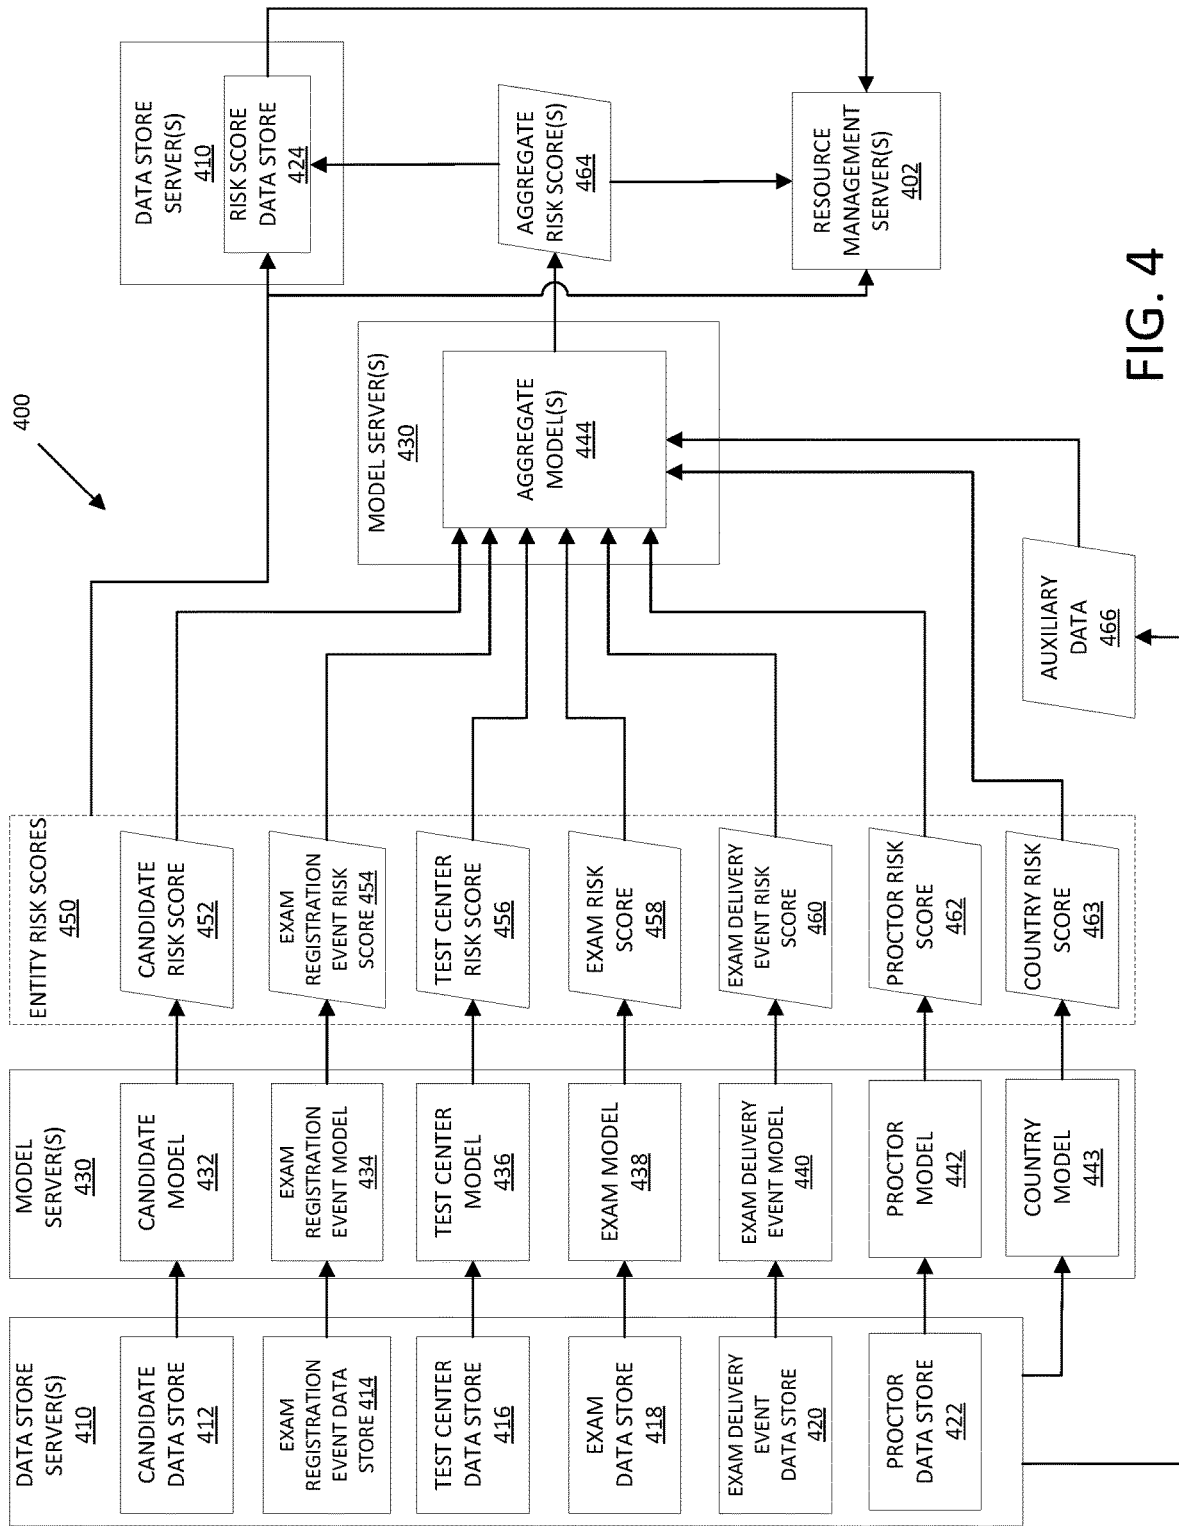 400
DATA STORE
SERVER(S)
410
CANDIDATE
DATA STORE
412
EXAM
REGISTRATION
EVENT DATA
STORE 414
TEST CENTER
DATA STORE
416
EXAM
DATA STORE
418
EXAM DELIVERY
EVENT
DATA STORE
420
PROCTOR
DATA STORE
422
MODEL
SERVER(S)
430
CANDIDATE
MODEL
432
EXAM
REGISTRATION
EVENT MODEL
434
TEST CENTER
MODEL
436
EXAM MODEL
438
EXAM DELIVERY
EVENT MODEL
440
PROCTOR
MODEL
442
COUNTRY
MODEL
443
ENTITY RISK SCORES
450
CANDIDATE
RISK SCORE
452
EXAM
REGISTRATION
EVENT RISK
SCORE 454
TEST CENTER
RISK SCORE
456
EXAM RISK
SCORE
458
EXAM DELIVERY
EVENT RISK
SCORE
460
PROCTOR RISK
SCORE
462
COUNTRY RISK
SCORE
463
AUXILIARY
DATA
466
MODEL SERVER(S)
430
AGGREGATE
MODEL(S)
444
DATA STORE
SERVER(S)
410
RISK SCORE
DATA STORE
424
AGGREGATE
RISK SCORE(S)
464
RESOURCE
MANAGEMENT
SERVER(S)
402
FIG. 4